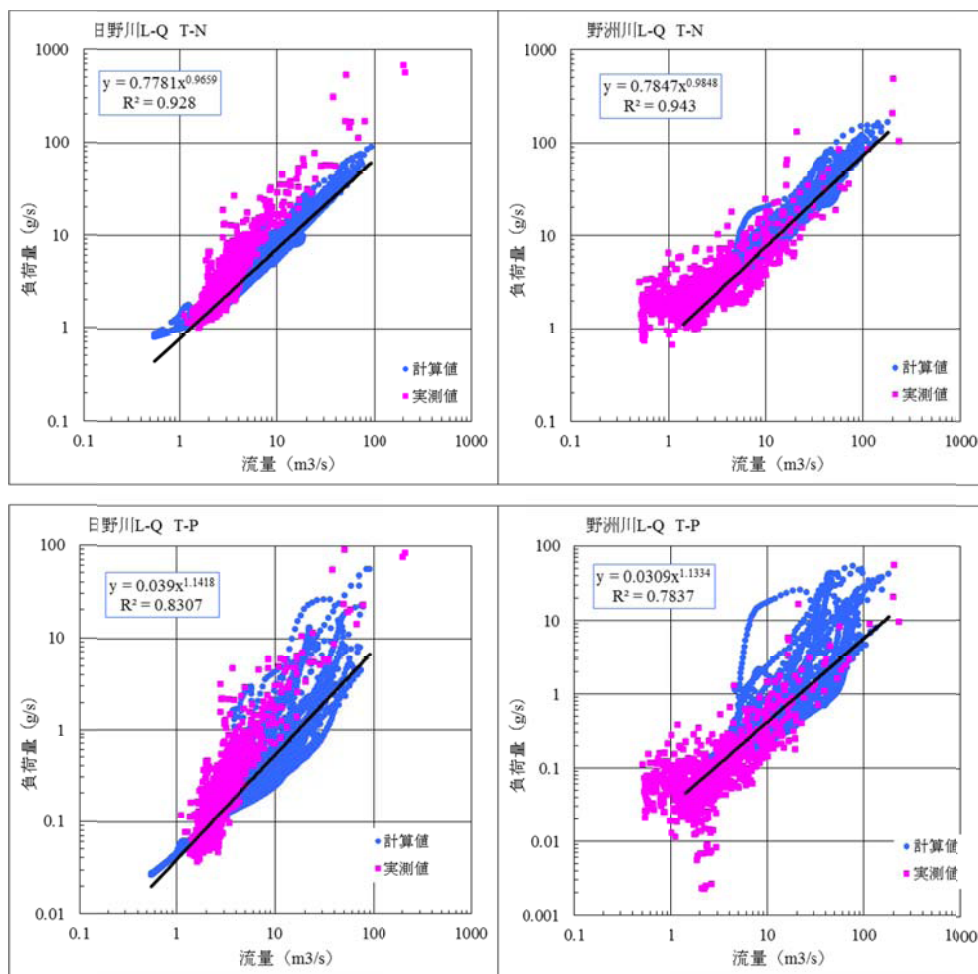 日野川L-Q T-N
1000
100
10
1
0.1
負荷量（g/s）
y = 0.7781x^0.9659
R² = 0.928
計算値
実測値
0.1 1 10 100 1000
流量（m3/s）
野洲川L-Q T-N
1000
100
10
1
0.1
負荷量（g/s）
y = 0.7847x^0.9848
R² = 0.943
計算値
実測値
0.1 1 10 100 1000
流量（m3/s）
日野川L-Q T-P
100
10
1
0.1
0.01
負荷量（g/s）
y = 0.039x^1.1418
R² = 0.8307
計算値
実測値
0.1 1 10 100 1000
流量（m3/s）
野洲川L-Q T-P
100
10
1
0.1
0.01
0.001
負荷量（g/s）
y = 0.0309x^1.1334
R² = 0.7837
計算値
実測値
0.1 1 10 100 1000
流量（m3/s）